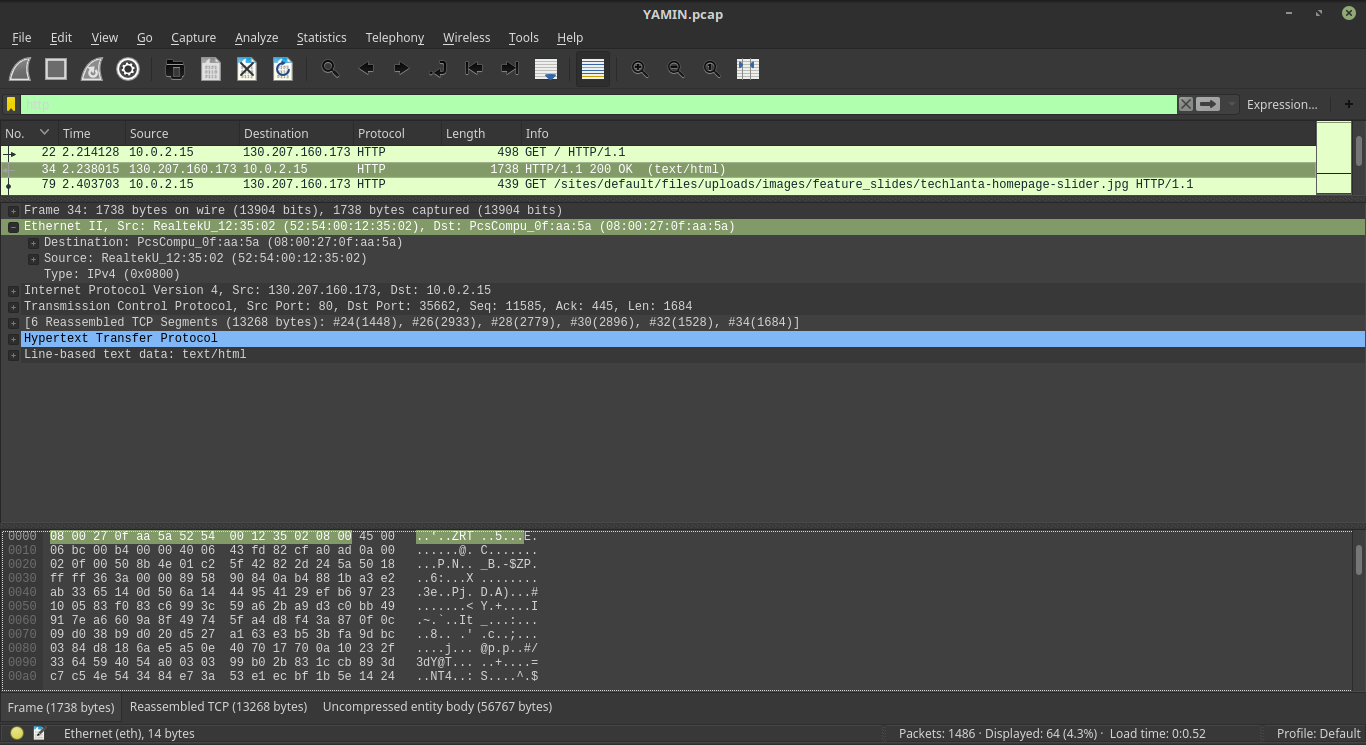 YAMIN.pcap
File Edit View Go Capture Analyze Statistics Telephony Wireless Tools Help
http
Expression... +
No. Time Source Destination Protocol Length Info
22 2.214128 10.0.2.15 130.207.160.173 HTTP 498 GET / HTTP/1.1
34 2.238015 130.207.160.173 10.0.2.15 HTTP 1738 HTTP/1.1 200 OK (text/html)
79 2.403703 10.0.2.15 130.207.160.173 HTTP 439 GET /sites/default/files/uploads/images/feature_slides/techlanta-homepage-slider.jpg HTTP/1.1
Frame 34: 1738 bytes on wire (13904 bits), 1738 bytes captured (13904 bits)
Ethernet II, Src: RealtekU_12:35:02 (52:54:00:12:35:02), Dst: PcsCompu_0f:aa:5a (08:00:27:0f:aa:5a)
Destination: PcsCompu_0f:aa:5a (08:00:27:0f:aa:5a)
Source: RealtekU_12:35:02 (52:54:00:12:35:02)
Type: IPv4 (0x0800)
Internet Protocol Version 4, Src: 130.207.160.173, Dst: 10.0.2.15
Transmission Control Protocol, Src Port: 80, Dst Port: 35662, Seq: 11585, Ack: 445, Len: 1684
[6 Reassembled TCP Segments (13268 bytes): #24(1448), #26(2933), #28(2779), #30(2896), #32(1528), #34(1684)]
Hypertext Transfer Protocol
Line-based text data: text/html
0000 08 00 27 0f aa 5a 52 54 00 12 35 02 08 00 45 00 ..'..ZRT ..5...E.
0010 06 bc 00 b4 00 00 40 06 43 fd 82 cf a0 ad 0a 00 ......@. C.......
0020 02 0f 00 50 8b 4e 01 c2 5f 42 82 2d 24 5a 50 18 ...P.N.. _B.-$ZP.
0030 ff ff 36 3a 00 00 89 58 90 84 0a b4 88 1b a3 e2 ..6:...X ........
0040 ab 33 65 14 0d 50 6a 14 44 95 41 29 ef b6 97 23 .3e..Pj. D.A)...#
0050 10 05 83 f0 83 c6 99 3c 59 a6 2b a9 d3 c0 bb 49 .......< Y.+....I
0060 91 7e a6 60 9a 8f 49 74 5f a4 d8 f4 3a 87 0f 0c .~.`..It _...:...
0070 09 d0 38 b9 d0 20 d5 27 a1 63 e3 b5 3b fa 9d bc ..8.. .' .c..;...
0080 03 84 d8 18 6a e5 a5 0e 40 70 17 70 0a 10 23 2f ....j... @p.p..#/
0090 33 64 59 40 54 a0 03 03 99 b0 2b 83 1c cb 89 3d 3dY@T... ..+....=
00a0 c7 c5 4e 54 34 84 e7 3a 53 e1 ec bf 1b 5e 14 24 ..NT4..: S....^.$
Frame (1738 bytes) Reassembled TCP (13268 bytes) Uncompressed entity body (56767 bytes)
Ethernet (eth), 14 bytes Packets: 1486 · Displayed: 64 (4.3%) · Load time: 0:0.52 Profile: Default